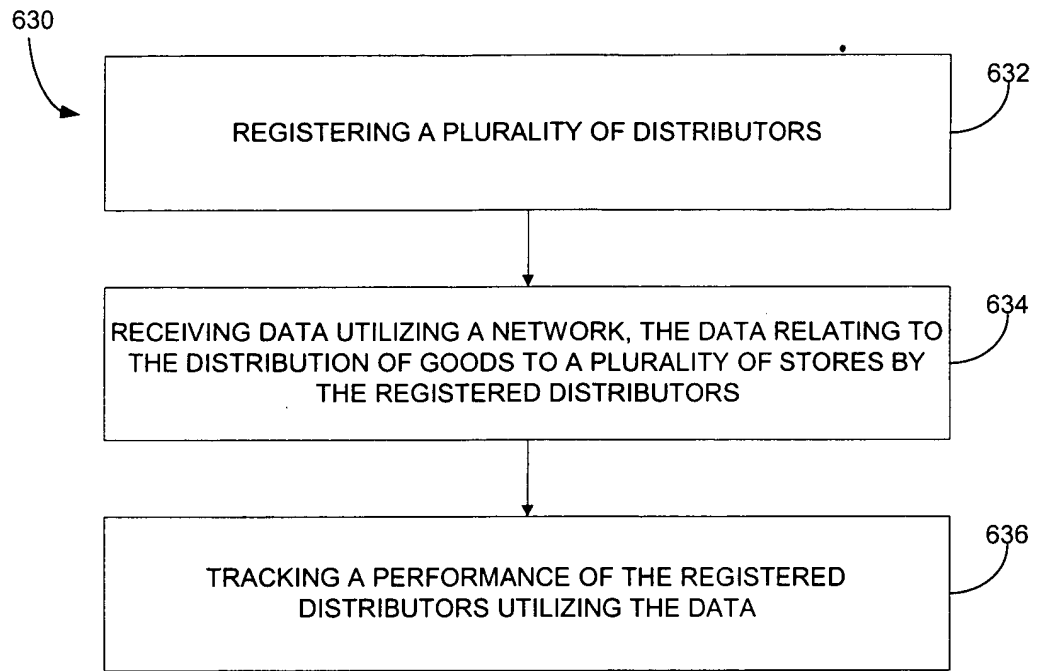 630
632
REGISTERING A PLURALITY OF DISTRIBUTORS
634
RECEIVING DATA UTILIZING A NETWORK, THE DATA RELATING TO
THE DISTRIBUTION OF GOODS TO A PLURALITY OF STORES BY
THE REGISTERED DISTRIBUTORS
636
TRACKING A PERFORMANCE OF THE REGISTERED
DISTRIBUTORS UTILIZING THE DATA